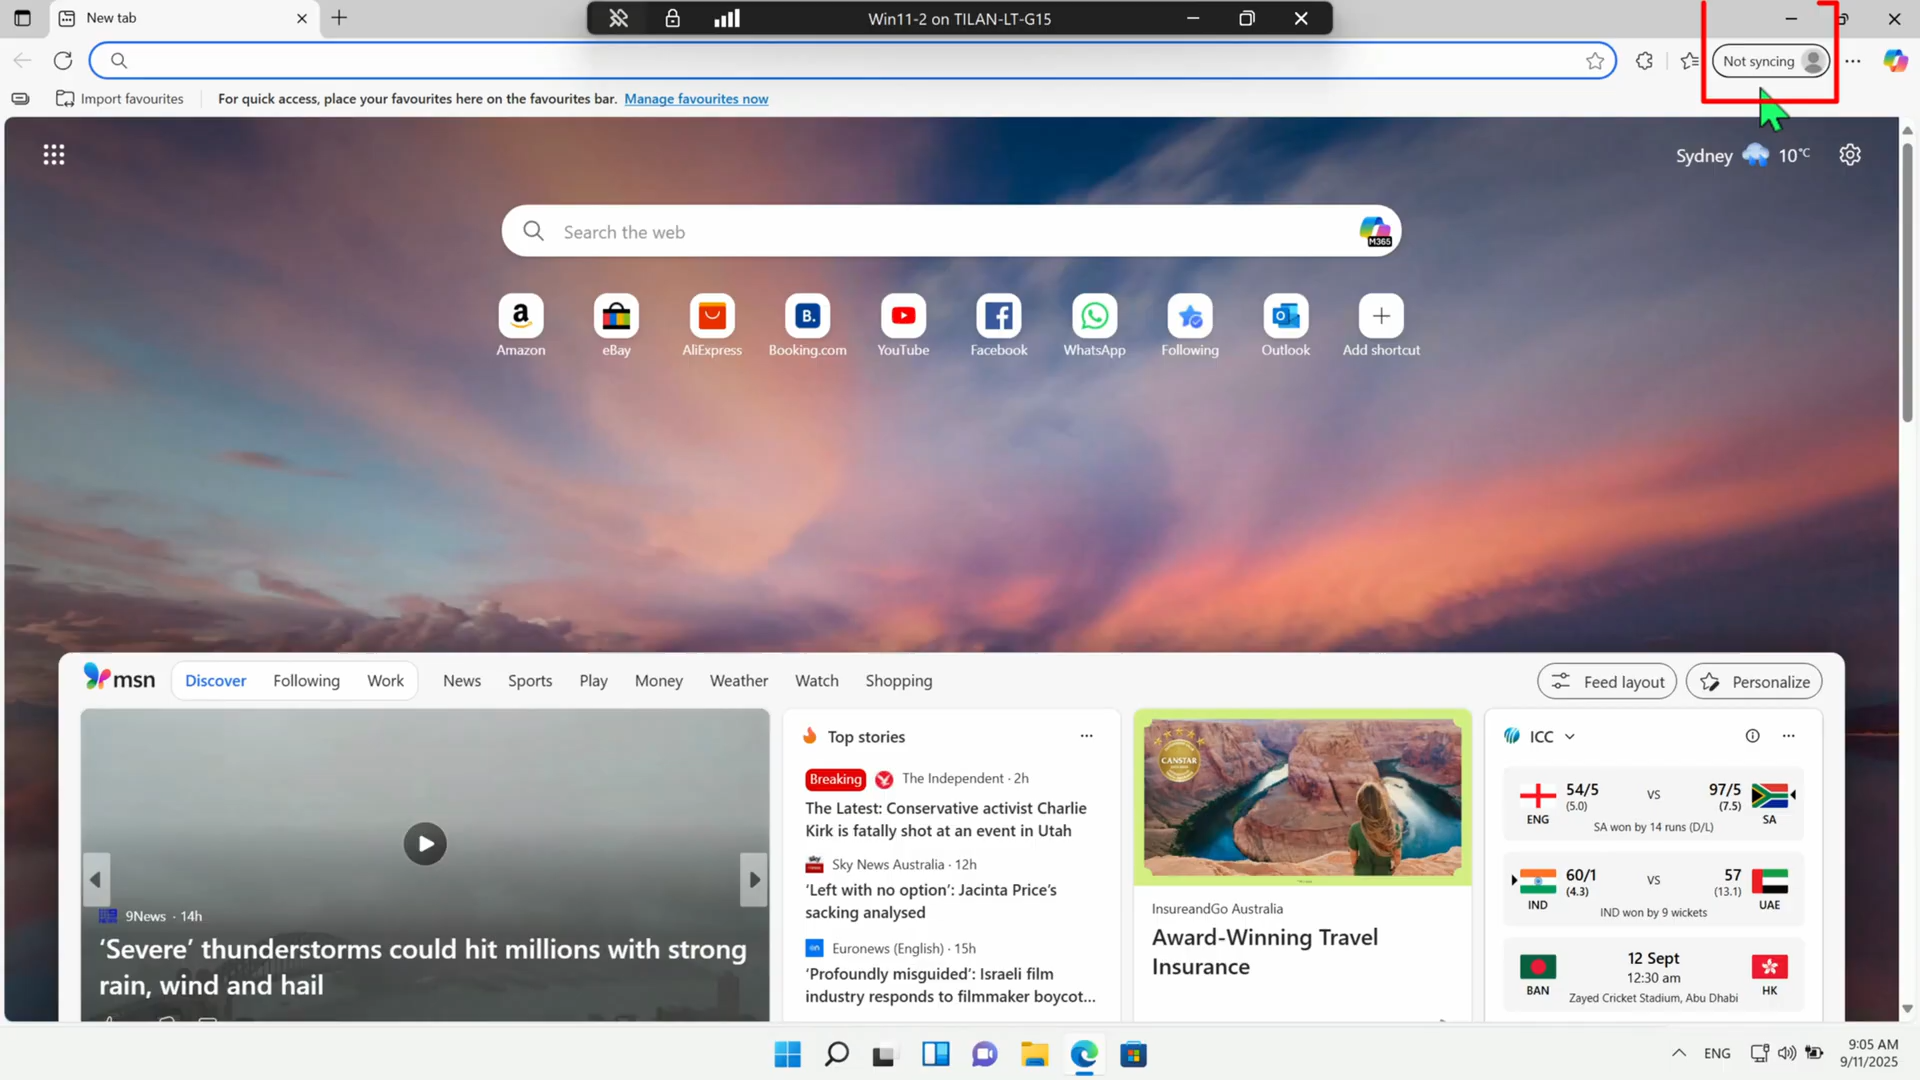 New tab
Win11-2 on TILAN-LT-G15
Not syncing
Import favourites
For quick access, place your favourites here on the favourites bar. Manage favourites now
Sydney 10°C
Search the web
M365
Amazon
eBay
AliExpress
Booking.com
YouTube
Facebook
WhatsApp
Following
Outlook
Add shortcut
msn
Discover
Following
Work
News
Sports
Play
Money
Weather
Watch
Shopping
Feed layout
Personalize
9News · 14h
‘Severe’ thunderstorms could hit millions with strong
rain, wind and hail
Top stories
Breaking The Independent · 2h
The Latest: Conservative activist Charlie
Kirk is fatally shot at an event in Utah
Sky News Australia · 12h
‘Left with no option’: Jacinta Price’s
sacking analysed
Euronews (English) · 15h
‘Profoundly misguided’: Israeli film
industry responds to filmmaker boycot...
CANSTAR
InsureandGo Australia
Award-Winning Travel
Insurance
ICC
54/5 VS 97/5
(5.0) (7.5)
ENG SA
SA won by 14 runs (D/L)
60/1 VS 57
(4.3) (13.1)
IND UAE
IND won by 9 wickets
12 Sept
12:30 am
BAN HK
Zayed Cricket Stadium, Abu Dhabi
ENG
9:05 AM
9/11/2025